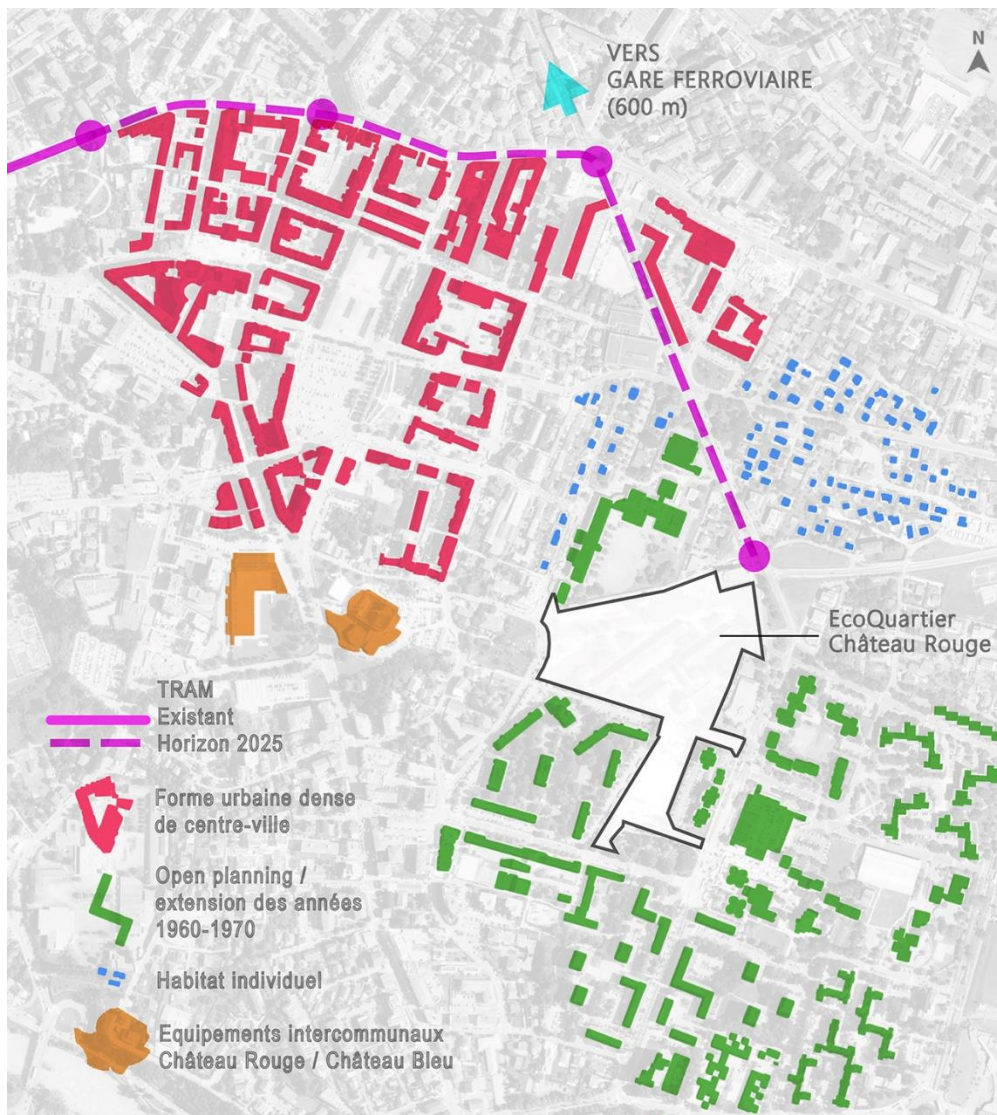 N
VERS
GARE FERROVIAIRE
(600 m)
EcoQuartier
Château Rouge
TRAM
Existant
Horizon 2025
Forme urbaine dense
de centre-ville
Open planning /
extension des années
1960-1970
Habitat individuel
Equipements intercommunaux
Château Rouge / Château Bleu